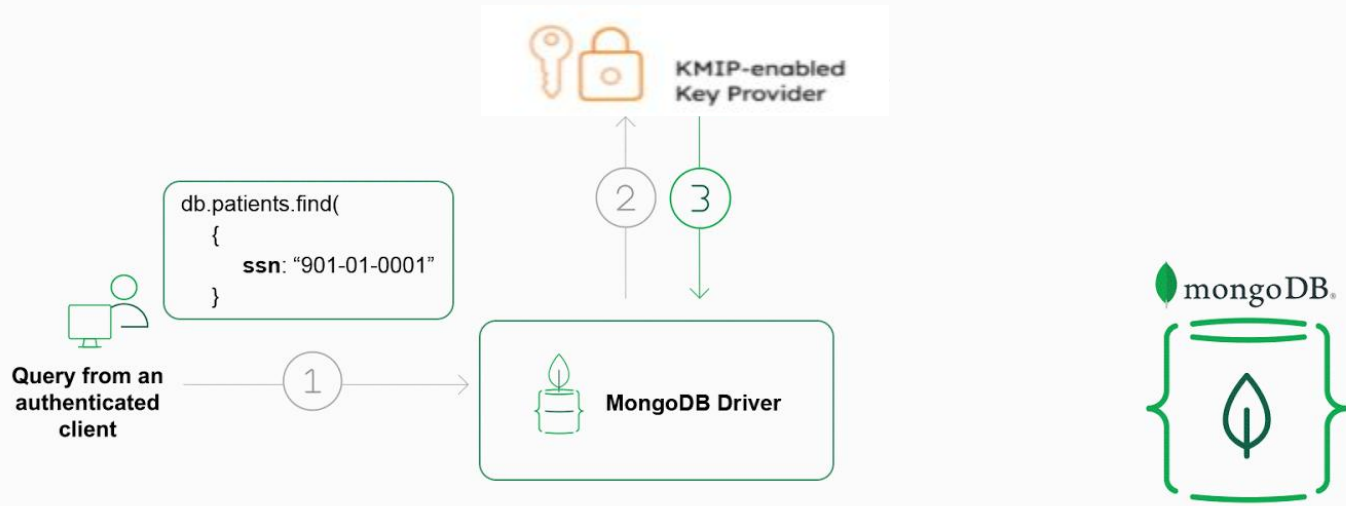 KMIP-enabled
Key Provider
2
3
db.patients.find(
{
ssn: “901-01-0001”
}
mongoDB®
Query from an
authenticated
client
1
MongoDB Driver